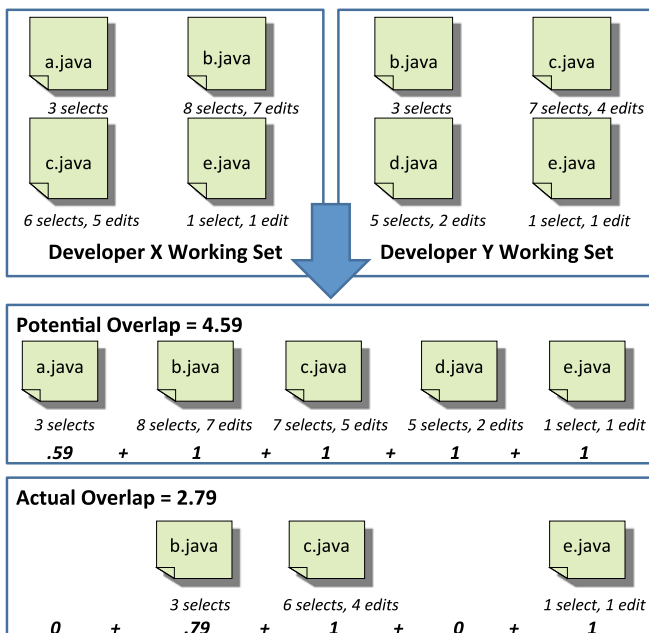 a.java b.java b.java c.java
3 selects 8 selects, 7 edits 3 selects 7 selects, 4 edits
c.java e.java d.java e.java
6 selects, 5 edits 1 select, 1 edit 5 selects, 2 edits 1 select, 1 edit
Developer X Working Set Developer Y Working Set
Potential Overlap = 4.59
a.java b.java c.java d.java e.java
3 selects 8 selects, 7 edits 7 selects, 5 edits 5 selects, 2 edits 1 select, 1 edit
.59 + 1 + 1 + 1 + 1
Actual Overlap = 2.79
b.java c.java e.java
3 selects 6 selects, 4 edits 1 select, 1 edit
0 + .79 + 1 + 0 + 1